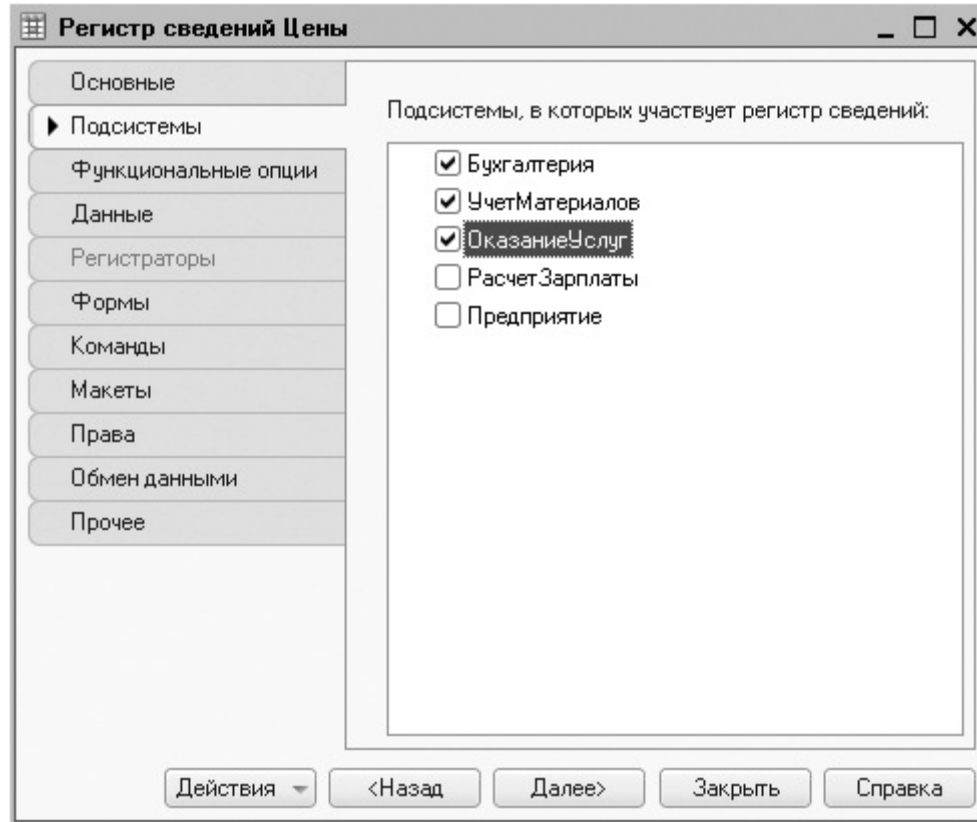 Регистр сведений Цены
Основные
Подсистемы
Функциональные опции
Данные
Регистраторы
Формы
Команды
Макеты
Права
Обмен данными
Прочее
Подсистемы, в которых участвует регистр сведений:
Бухгалтерия
УчетМатериалов
ОказаниеУслуг
РасчетЗарплаты
Предприятие
Действия
<Назад
Далее>
Закрыть
Справка